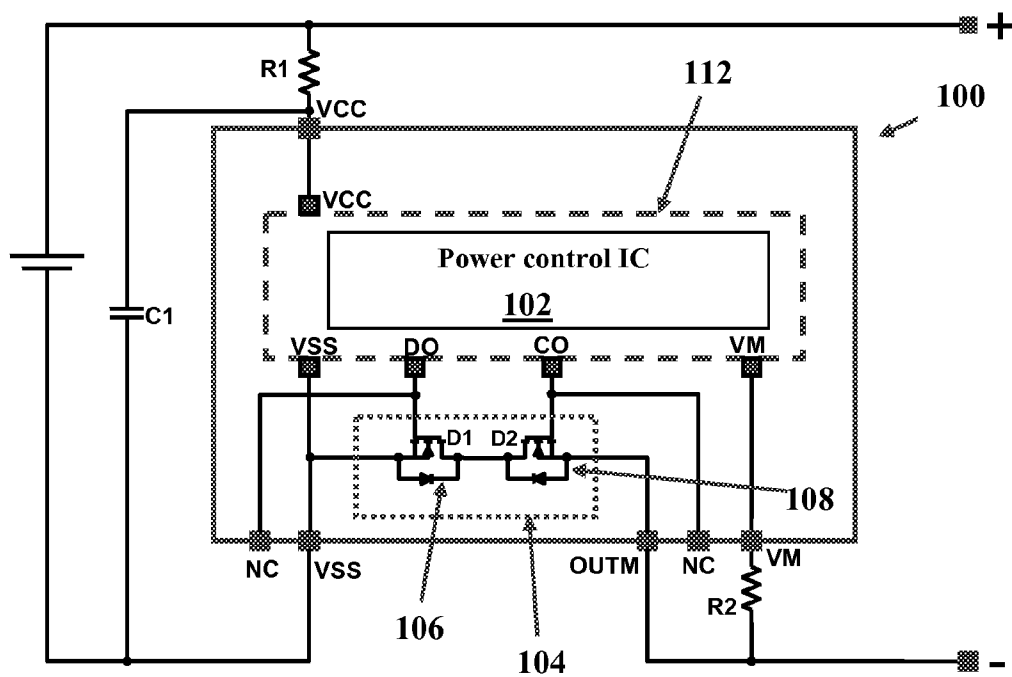 +
R1
112
VCC
100
VCC
Power control IC
102
C1
VSS
DO
CO
VM
D1
D2
108
NC
VSS
OUTM
NC
VM
R2
106
104
-